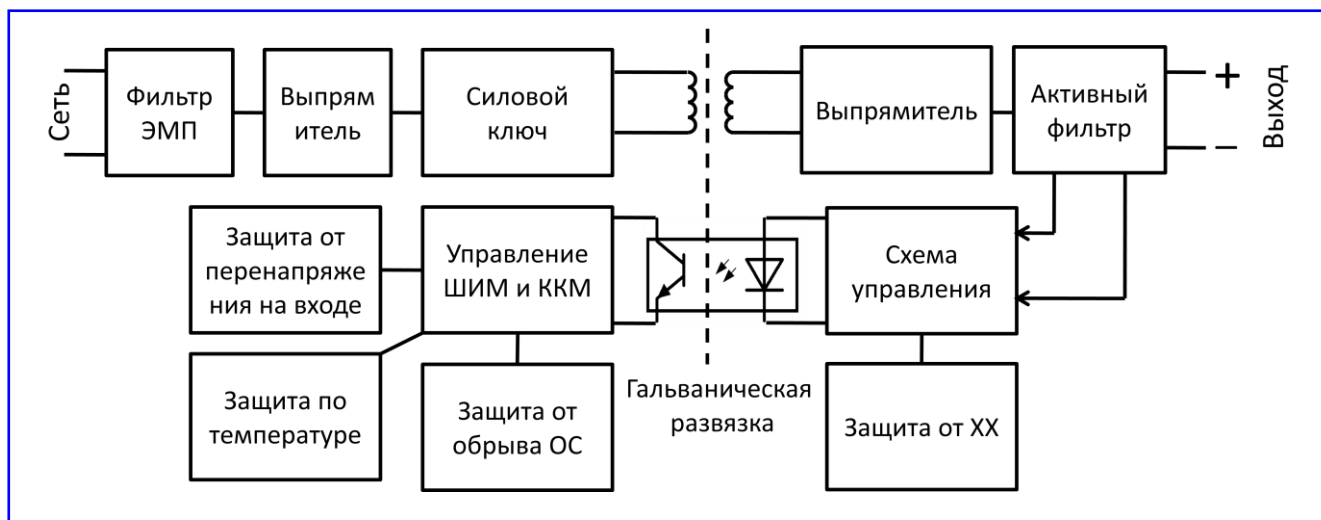 Сеть
Фильтр
ЭМП
Выпрям
итель
Силовой
ключ
Выпрямитель
Активный
фильтр
+
–
Выход
Защита от
перенапряже
ния на входе
Управление
ШИМ и ККМ
Схема
управления
Защита по
температуре
Защита от
обрыва ОС
Гальваническая
развязка
Защита от ХХ